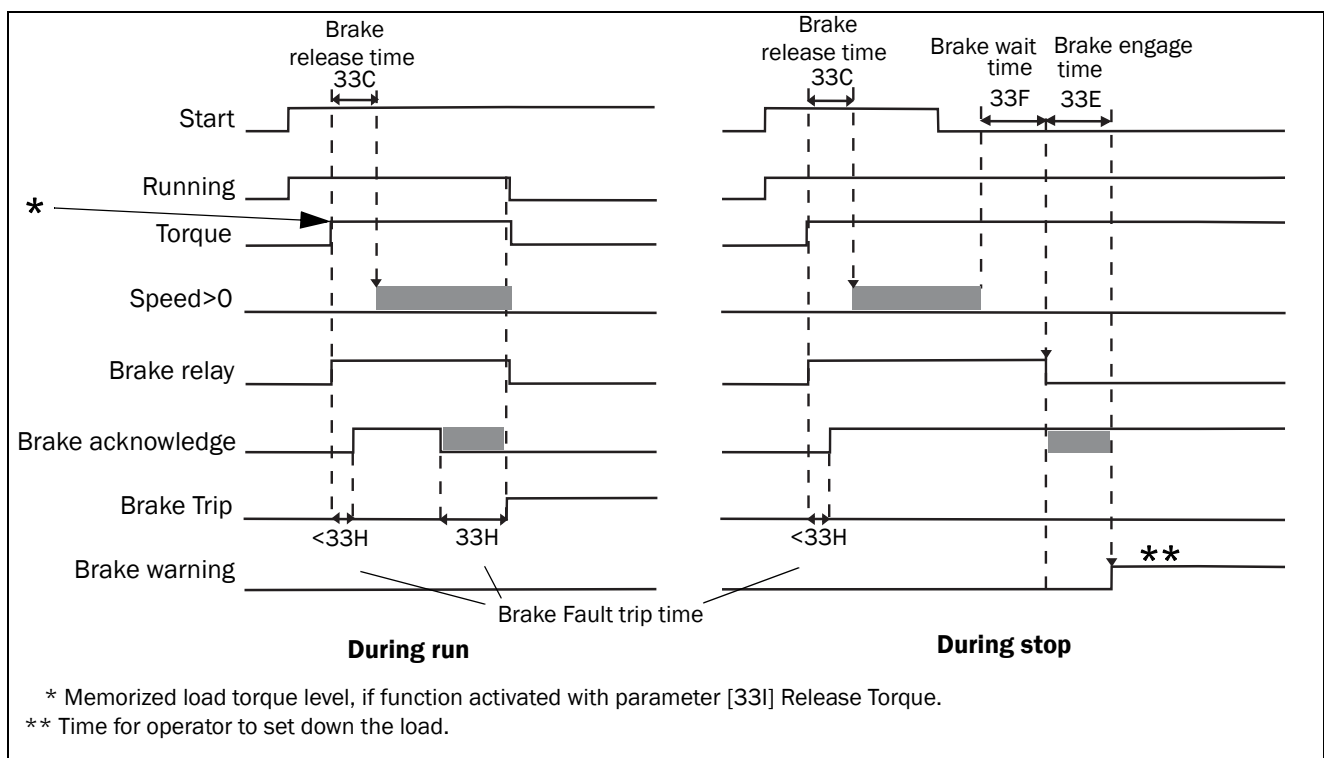 Brake
release time
33C
Brake
release time
33C
Brake wait
time
33F
Brake engage
time
33E
Start
Running
*
Torque
Speed>0
Brake relay
Brake acknowledge
Brake Trip
<33H
33H
<33H
Brake warning
**
Brake Fault trip time
During run
During stop
* Memorized load torque level, if function activated with parameter [33I] Release Torque.
** Time for operator to set down the load.